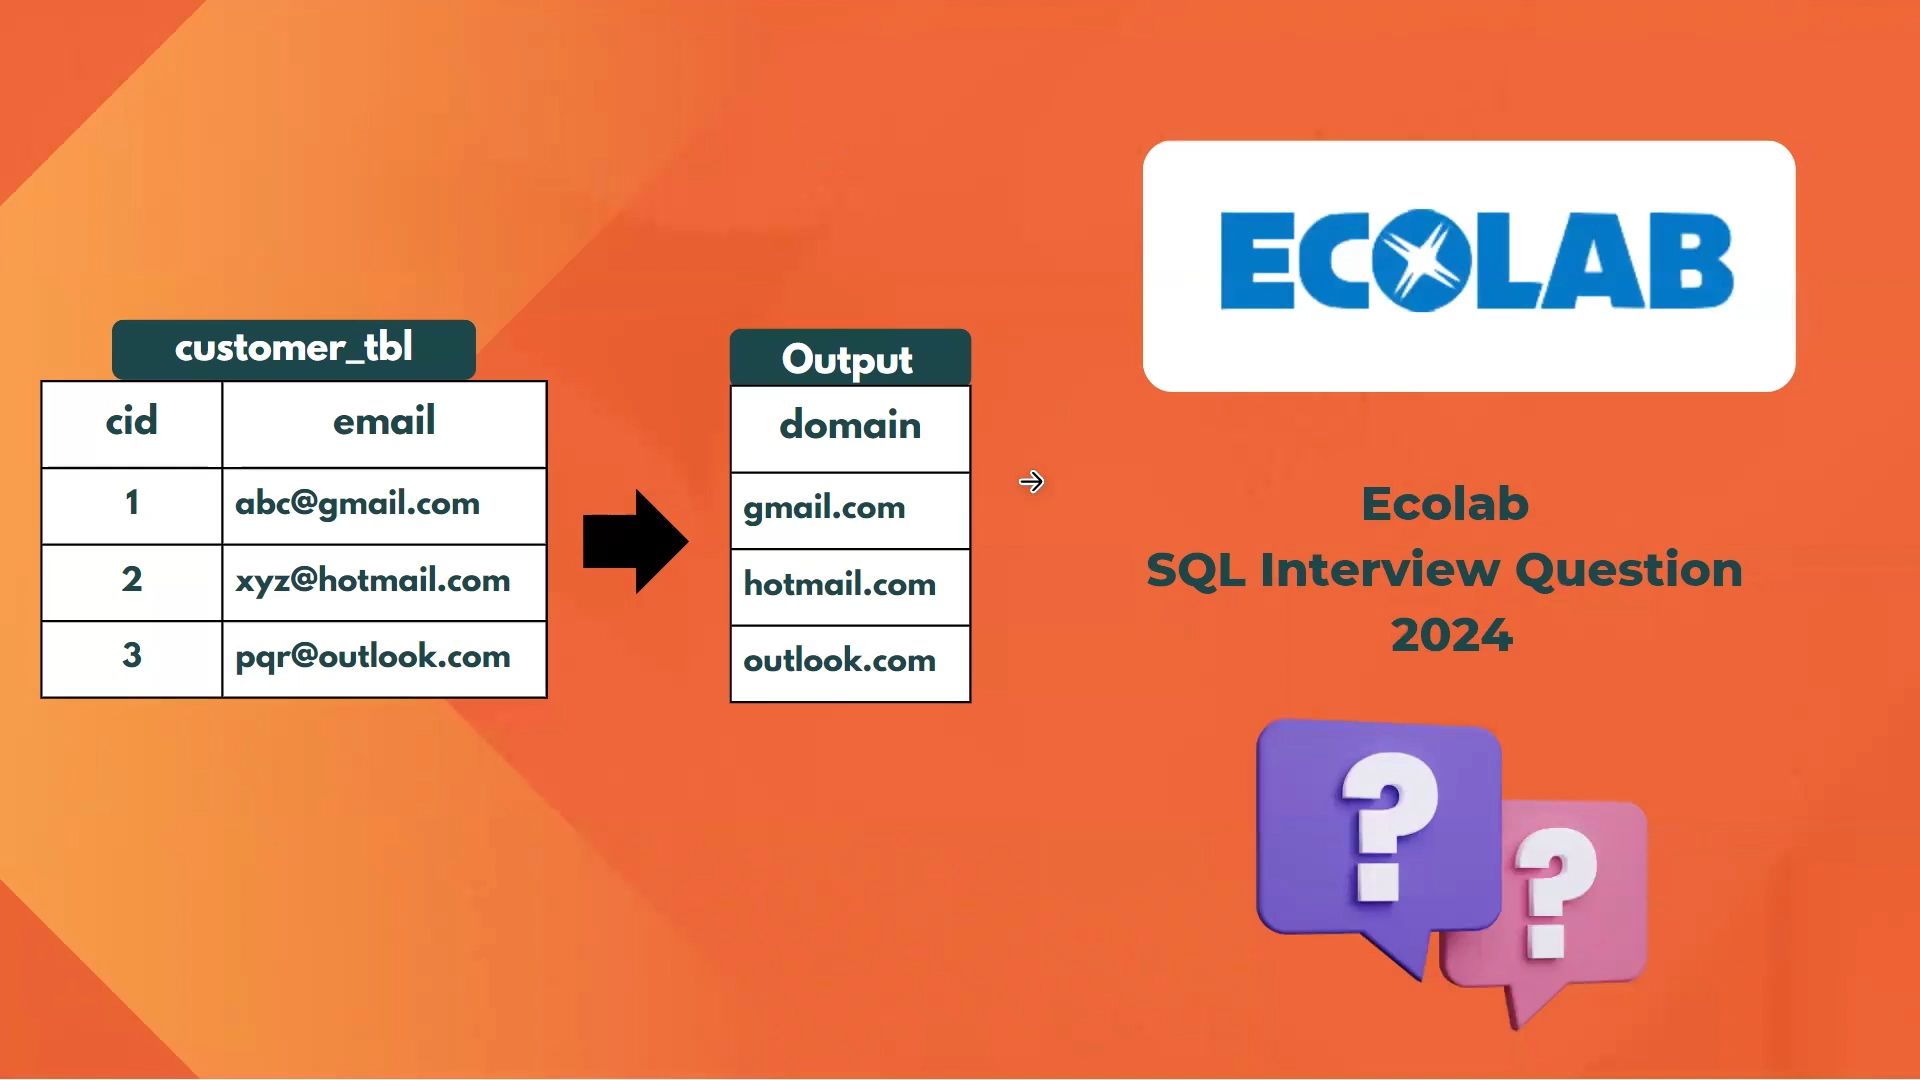 customer_tbl
cid email
1 abc@gmail.com
2 xyz@hotmail.com
3 pqr@outlook.com
Output
domain
gmail.com
hotmail.com
outlook.com
ECOLAB
Ecolab
SQL Interview Question
2024
? ?